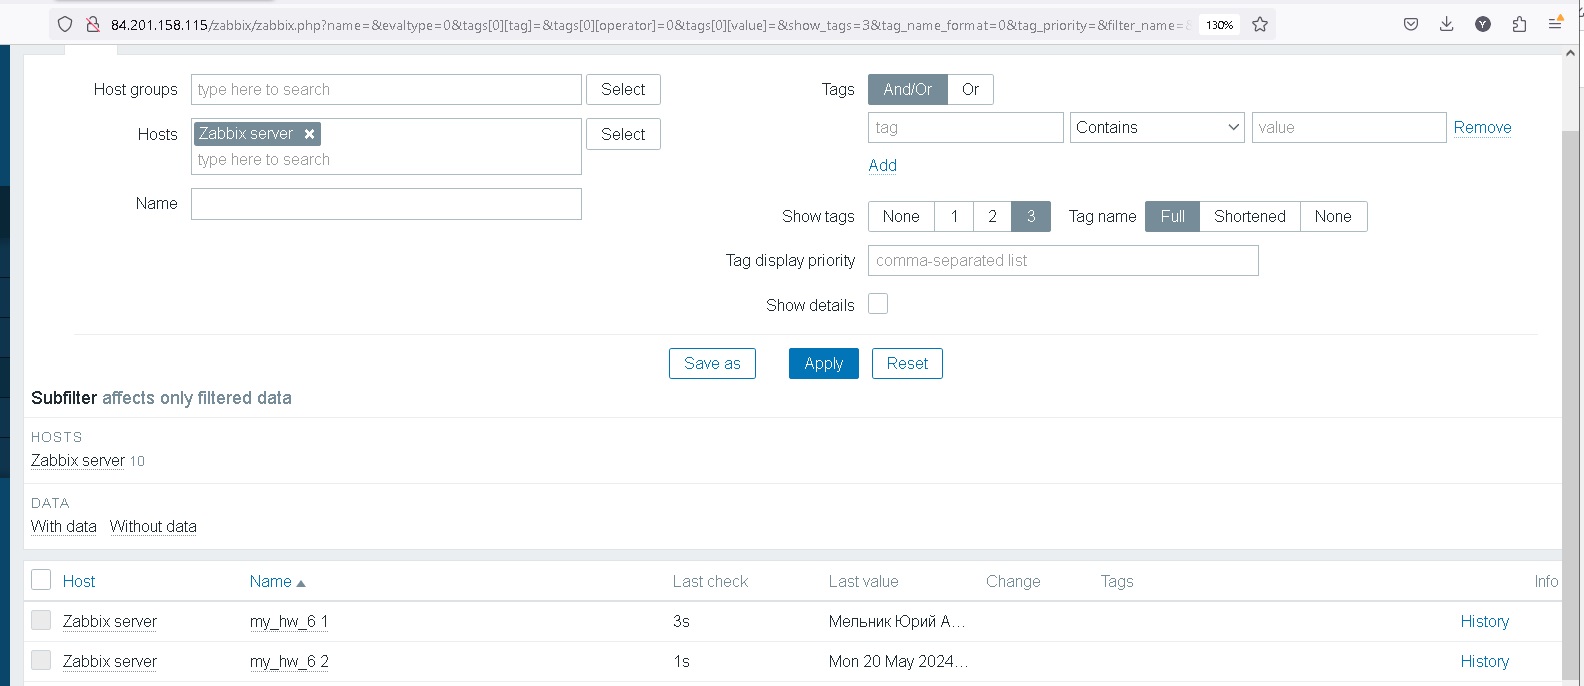 84.201.158.115/zabbix/zabbix.php?name=&evaltype=0&tags[0][tag]=&tags[0][operator]=0&tags[0][value]=&show_tags=3&tag_name_format=0&tag_priority=&filter_name=
130%
Host groups type here to search Select
Hosts Zabbix server × Select
type here to search
Name
Tags And/Or Or
tag Contains value Remove
Add
Show tags None 1 2 3 Tag name Full Shortened None
Tag display priority comma-separated list
Show details
Save as Apply Reset
Subfilter affects only filtered data
HOSTS
Zabbix server 10
DATA
With data Without data
Host Name Last check Last value Change Tags Info
Zabbix server my_hw_6 1 3s Мельник Юрий А... History
Zabbix server my_hw_6 2 1s Mon 20 May 2024... History